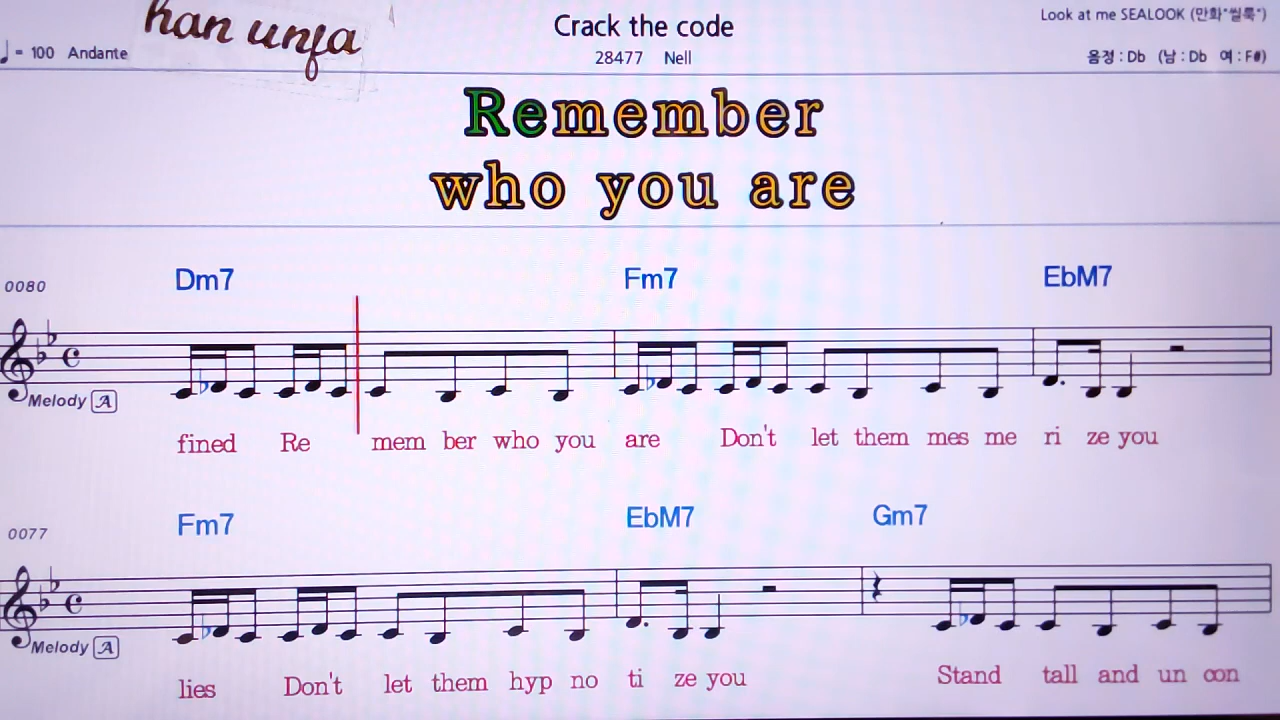 han unfa
Crack the code
Look at me SEALOOK (만화"씰룩")
♩= 100 Andante
28477 Nell
음정 : Db (남 : Db 여 : F#)
Remember
who you are
Dm7 Fm7 EbM7
0080
Melody A
fined Re mem ber who you are Don't let them mes me ri ze you
Fm7 EbM7 Gm7
0077
Melody A
lies Don't let them hyp no ti ze you Stand tall and un con